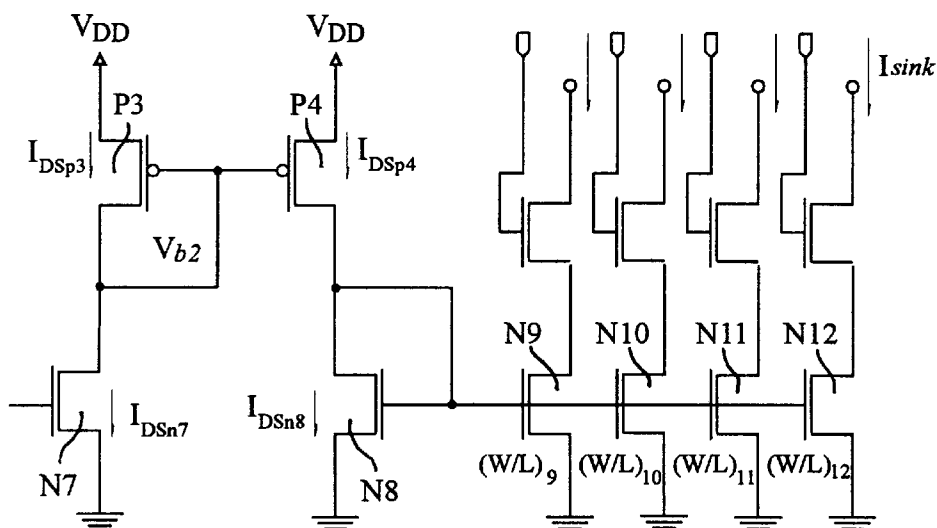 VDD VDD
Isink
P3 P4
IDSp3 IDSp4
Vb2
N9 N10 N11 N12
IDSn7 IDSn8
N7 N8
(W/L)9 (W/L)10 (W/L)11 (W/L)12